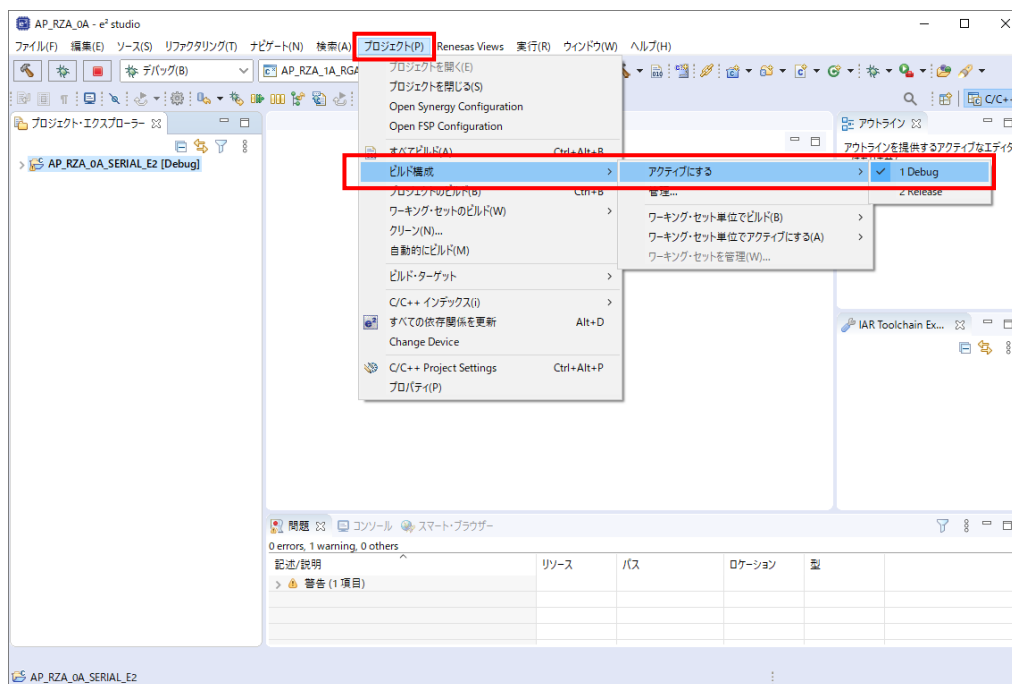 AP_RZA_0A - e² studio
ファイル(F) 編集(E) ソース(S) リファクタリング(T) ナビゲート(N) 検索(A) プロジェクト(P) Renesas Views 実行(R) ウィンドウ(W) ヘルプ(H)
デバッグ(B) AP_RZA_1A_RGA
プロジェクトを開く(E)
プロジェクトを閉じる(S)
Open Synergy Configuration
Open FSP Configuration
すべてビルド(A) Ctrl+Alt+B
ビルド構成
プロジェクトのビルド(B) Ctrl+B
ワーキング・セットのビルド(W)
クリーン(N)...
自動的にビルド(M)
ビルド・ターゲット
C/C++ インデックス(i)
すべての依存関係を更新 Alt+D
Change Device
C/C++ Project Settings Ctrl+Alt+P
プロパティ(P)
アクティブにする
管理...
ワーキング・セット単位でビルド(B)
ワーキング・セット単位でアクティブにする(A)
ワーキング・セットを管理(W)...
1 Debug
2 Release
C/C++
プロジェクト・エクスプローラー
AP_RZA_0A_SERIAL_E2 [Debug]
アウトライン
アウトラインを提供するアクティブなエディタ
IAR Toolchain Ex...
問題 コンソール スマート・ブラウザー
0 errors, 1 warning, 0 others
記述/説明 リソース パス ロケーション 型
警告 (1 項目)
AP_RZA_0A_SERIAL_E2